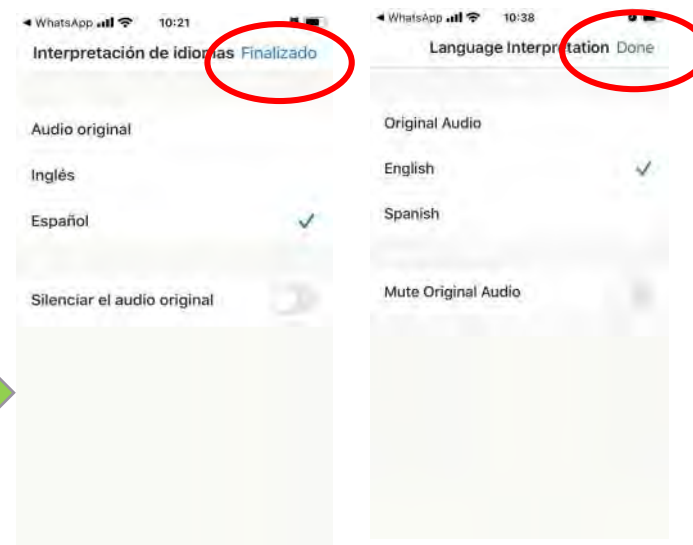 WhatsApp 10:21
Interpretación de idiomas Finalizado
Audio original
Inglés
Español
Silenciar el audio original
WhatsApp 10:38
Language Interpretation Done
Original Audio
English
Spanish
Mute Original Audio